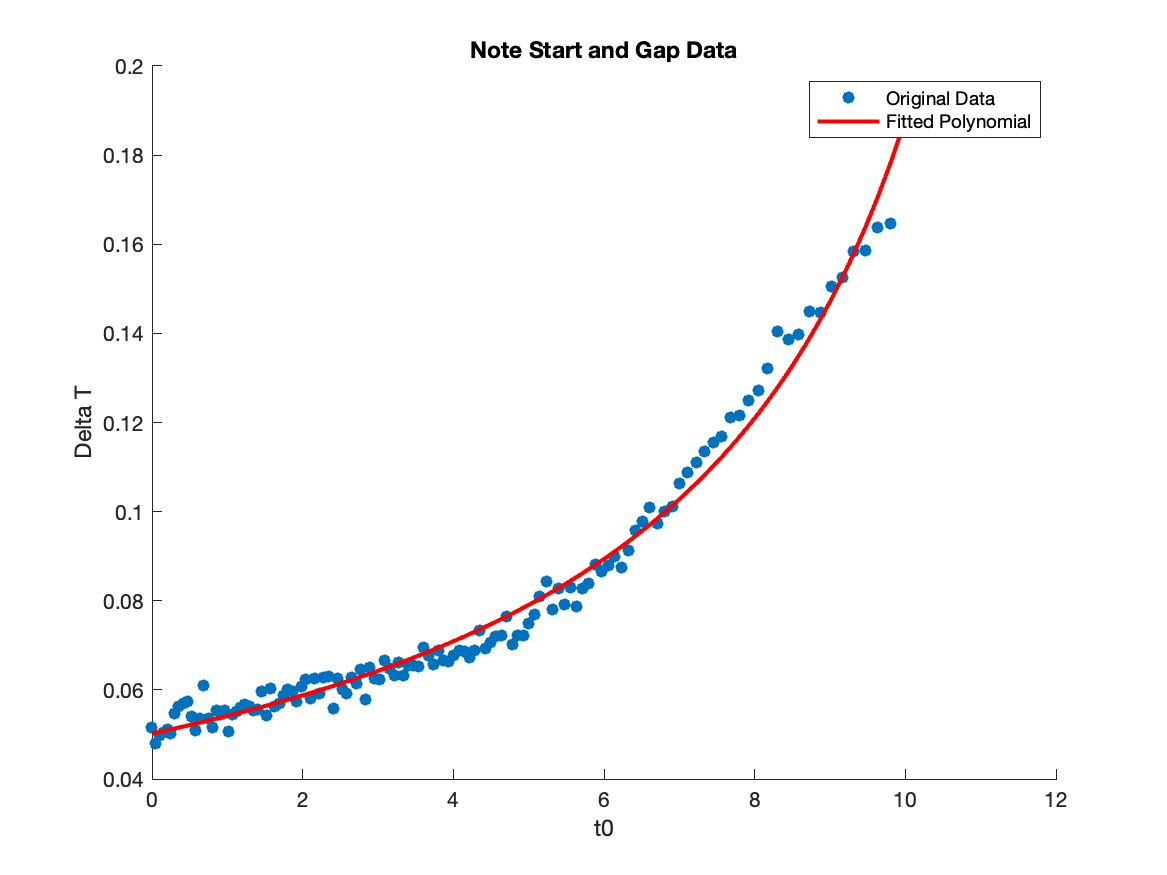 Note Start and Gap Data
0.2
0.18
0.16
0.14
0.12
0.1
0.08
0.06
0.04
Delta T
Original Data
Fitted Polynomial
0 2 4 6 8 10 12
t0